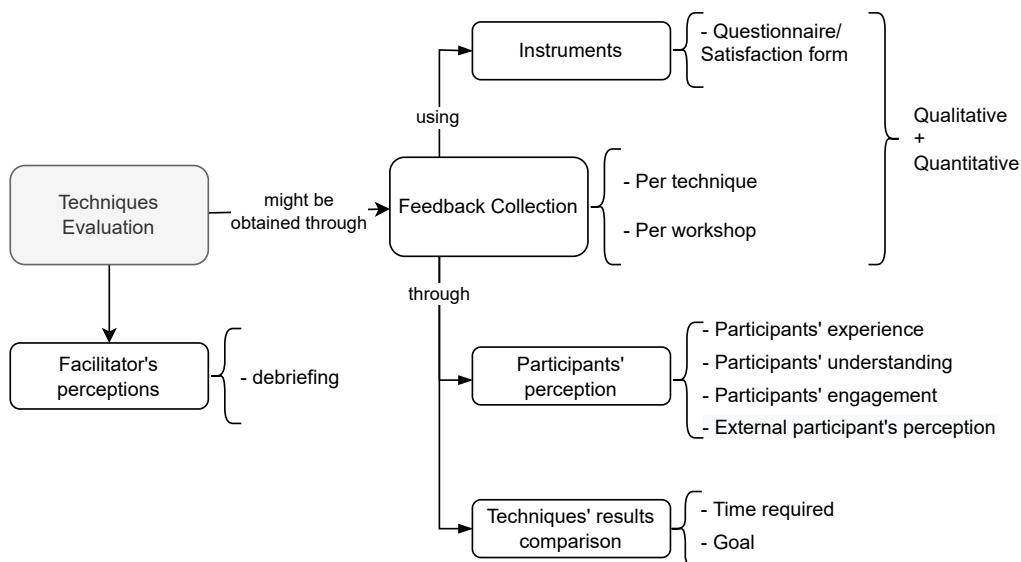 Techniques
Evaluation
might be
obtained through
Feedback Collection
- Per technique
- Per workshop
using
Instruments
- Questionnaire/
Satisfaction form
Qualitative
+
Quantitative
through
Participants'
perception
- Participants' experience
- Participants' understanding
- Participants' engagement
- External participant's perception
Techniques' results
comparison
- Time required
- Goal
Facilitator's
perceptions
- debriefing